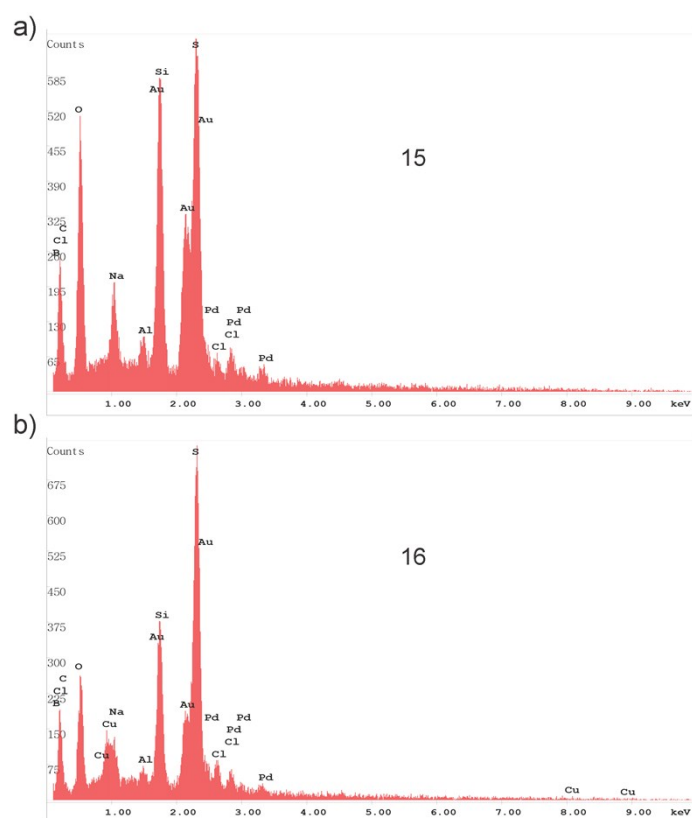 a)
Counts
S
585
Si
Au
O
520
Au
455
15
390
Au
325
C
Cl
260
B
Na
195
Pd Pd
130
Al
Pd
Cl
Cl
65
Pd
1.00 2.00 3.00 4.00 5.00 6.00 7.00 8.00 9.00 keV
b)
Counts
S
675
600
Au
525
16
450
Si
375
Au
300
C
O
Cl
225
B
Au
Na
Cu
Pd Pd
150
Pd
Cl
Cu
Al
Cl
75
Pd
Cu Cu
1.00 2.00 3.00 4.00 5.00 6.00 7.00 8.00 9.00 keV